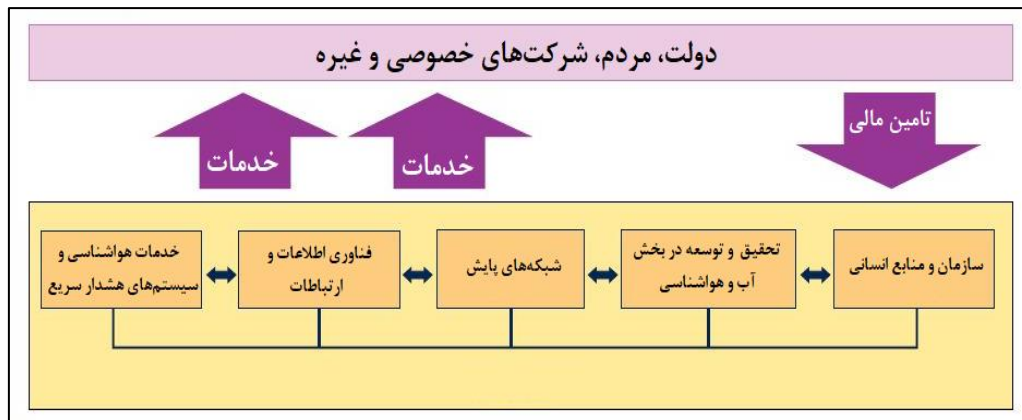 دولت، مردم، شرکت‌های خصوصی و غیره
تامین مالی
خدمات
خدمات
سازمان و منابع انسانی
تحقیق و توسعه در بخش
آب و هواشناسی
شبکه‌های پایش
فناوری اطلاعات و
ارتباطات
خدمات هواشناسی و
سیستم‌های هشدار سریع